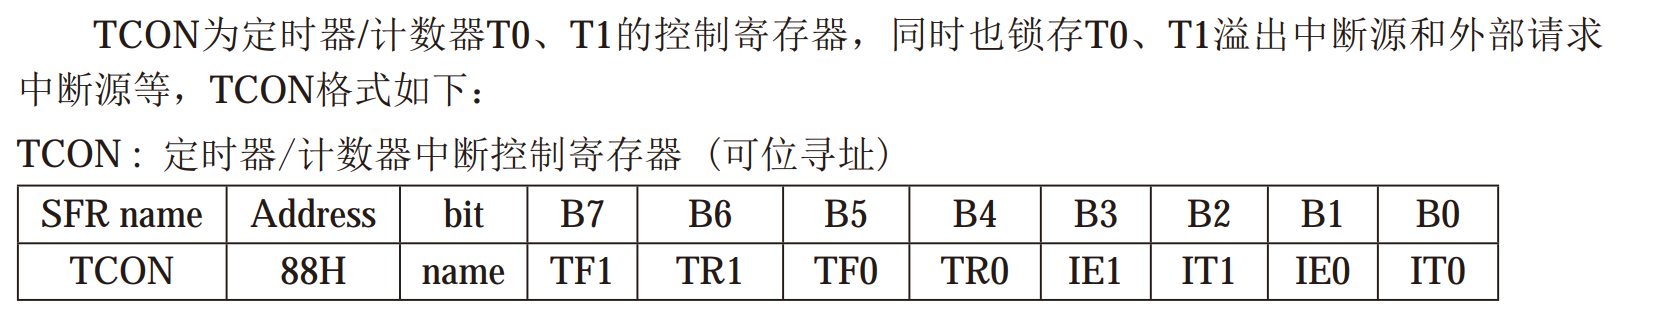 TCON为定时器/计数器T0、T1的控制寄存器，同时也锁存T0、T1溢出中断源和外部请求
中断源等，TCON格式如下：
TCON： 定时器/计数器中断控制寄存器 (可位寻址)
SFR name Address bit B7 B6 B5 B4 B3 B2 B1 B0
TCON 88H name TF1 TR1 TF0 TR0 IE1 IT1 IE0 IT0